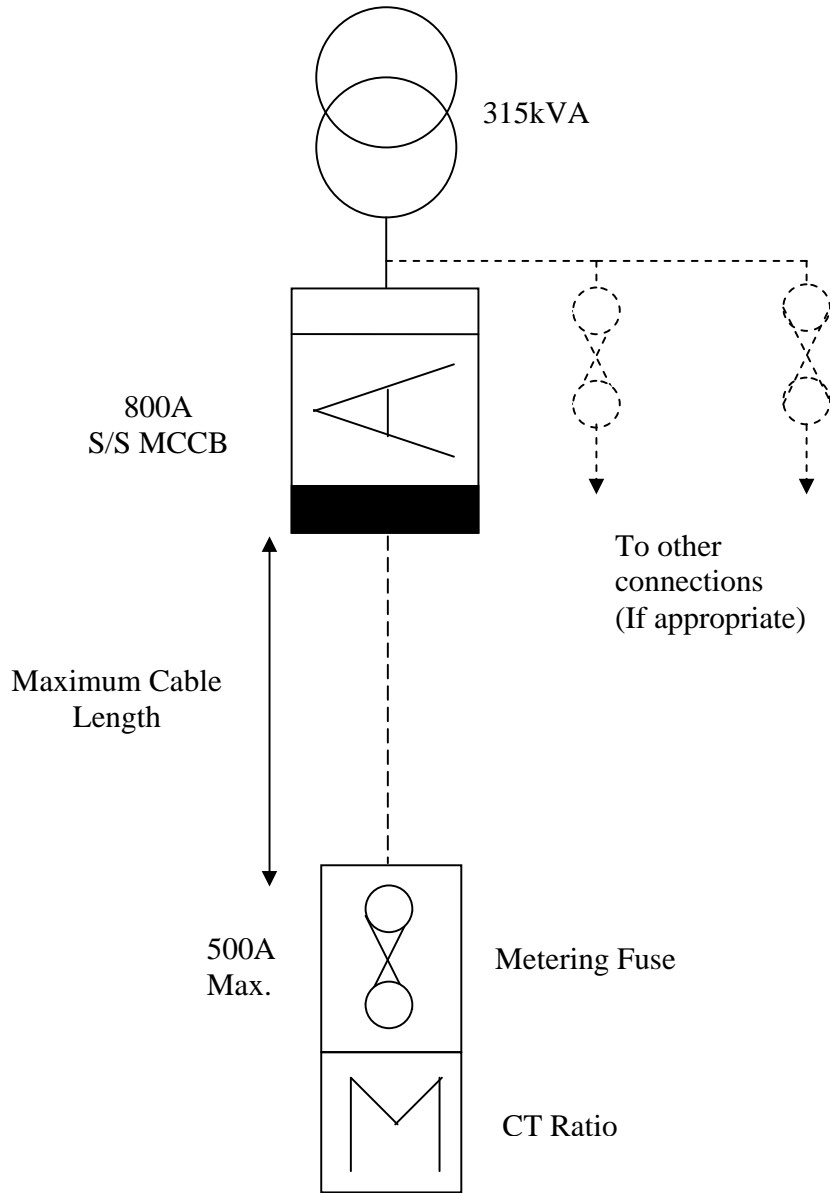 315kVA
800A
S/S MCCB
To other
connections
(If appropriate)
Maximum Cable
Length
500A
Max.
Metering Fuse
CT Ratio